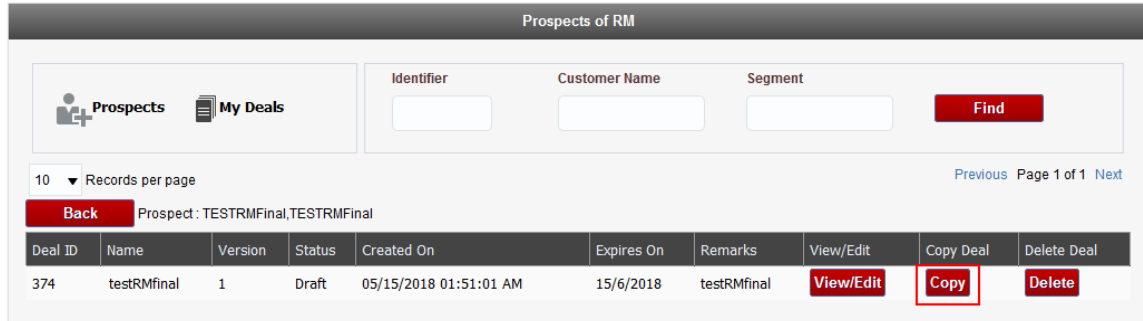 Prospects of RM
Identifier Customer Name Segment
Prospects My Deals Find
10 Records per page Previous Page 1 of 1 Next
Back Prospect : TESTRMFinal,TESTRMFinal
Deal ID Name Version Status Created On Expires On Remarks View/Edit Copy Deal Delete Deal
374 testRMfinal 1 Draft 05/15/2018 01:51:01 AM 15/6/2018 testRMfinal View/Edit Copy Delete